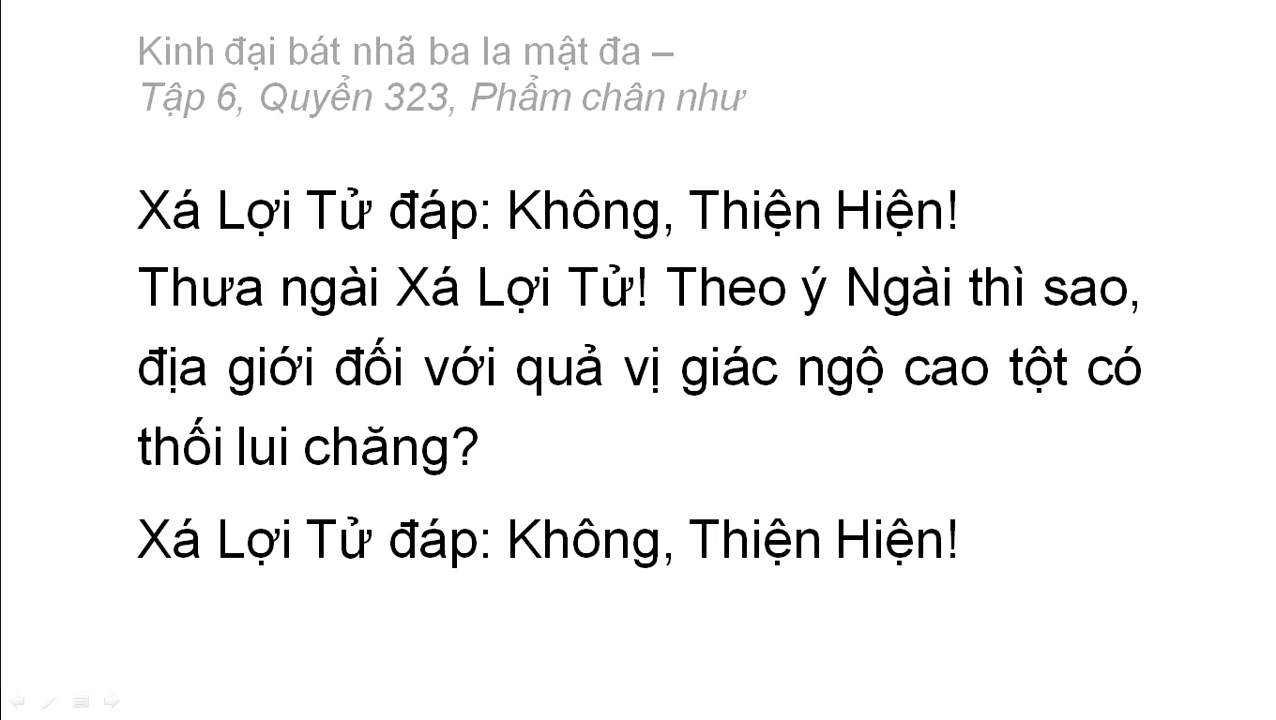 Kinh đại bát nhã ba la mật đa –
Tập 6, Quyển 323, Phẩm chân như
Xá Lợi Tử đáp: Không, Thiện Hiện!
Thưa ngài Xá Lợi Tử! Theo ý Ngài thì sao,
địa giới đối với quả vị giác ngộ cao tột có
thối lui chăng?
Xá Lợi Tử đáp: Không, Thiện Hiện!